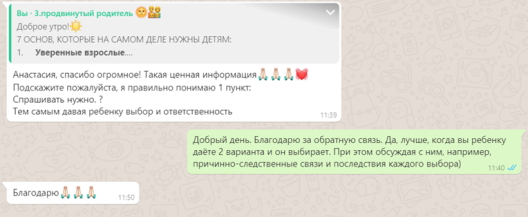 Вы · 3.продвинутый родитель 🙂👨‍👩‍👧‍👦
Доброе утро!☀️
7 ОСНОВ, КОТОРЫЕ НА САМОМ ДЕЛЕ НУЖНЫ ДЕТЯМ:
1. Уверенные взрослые....
Анастасия, спасибо огромное! Такая ценная информация🙏🏻🙏🏻🙏🏻💓
Подскажите пожалуйста, я правильно понимаю 1 пункт:
Спрашивать нужно. ?
Тем самым давая ребенку выбор и ответственность
11:39
Добрый день. Благодарю за обратную связь. Да, лучше, когда вы ребенку
даёте 2 варианта и он выбирает. При этом обсуждая с ним, например,
причинно-следственные связи и последствия каждого выбора)
11:40
Благодарю🙏🏻🙏🏻🙏🏻
11:50